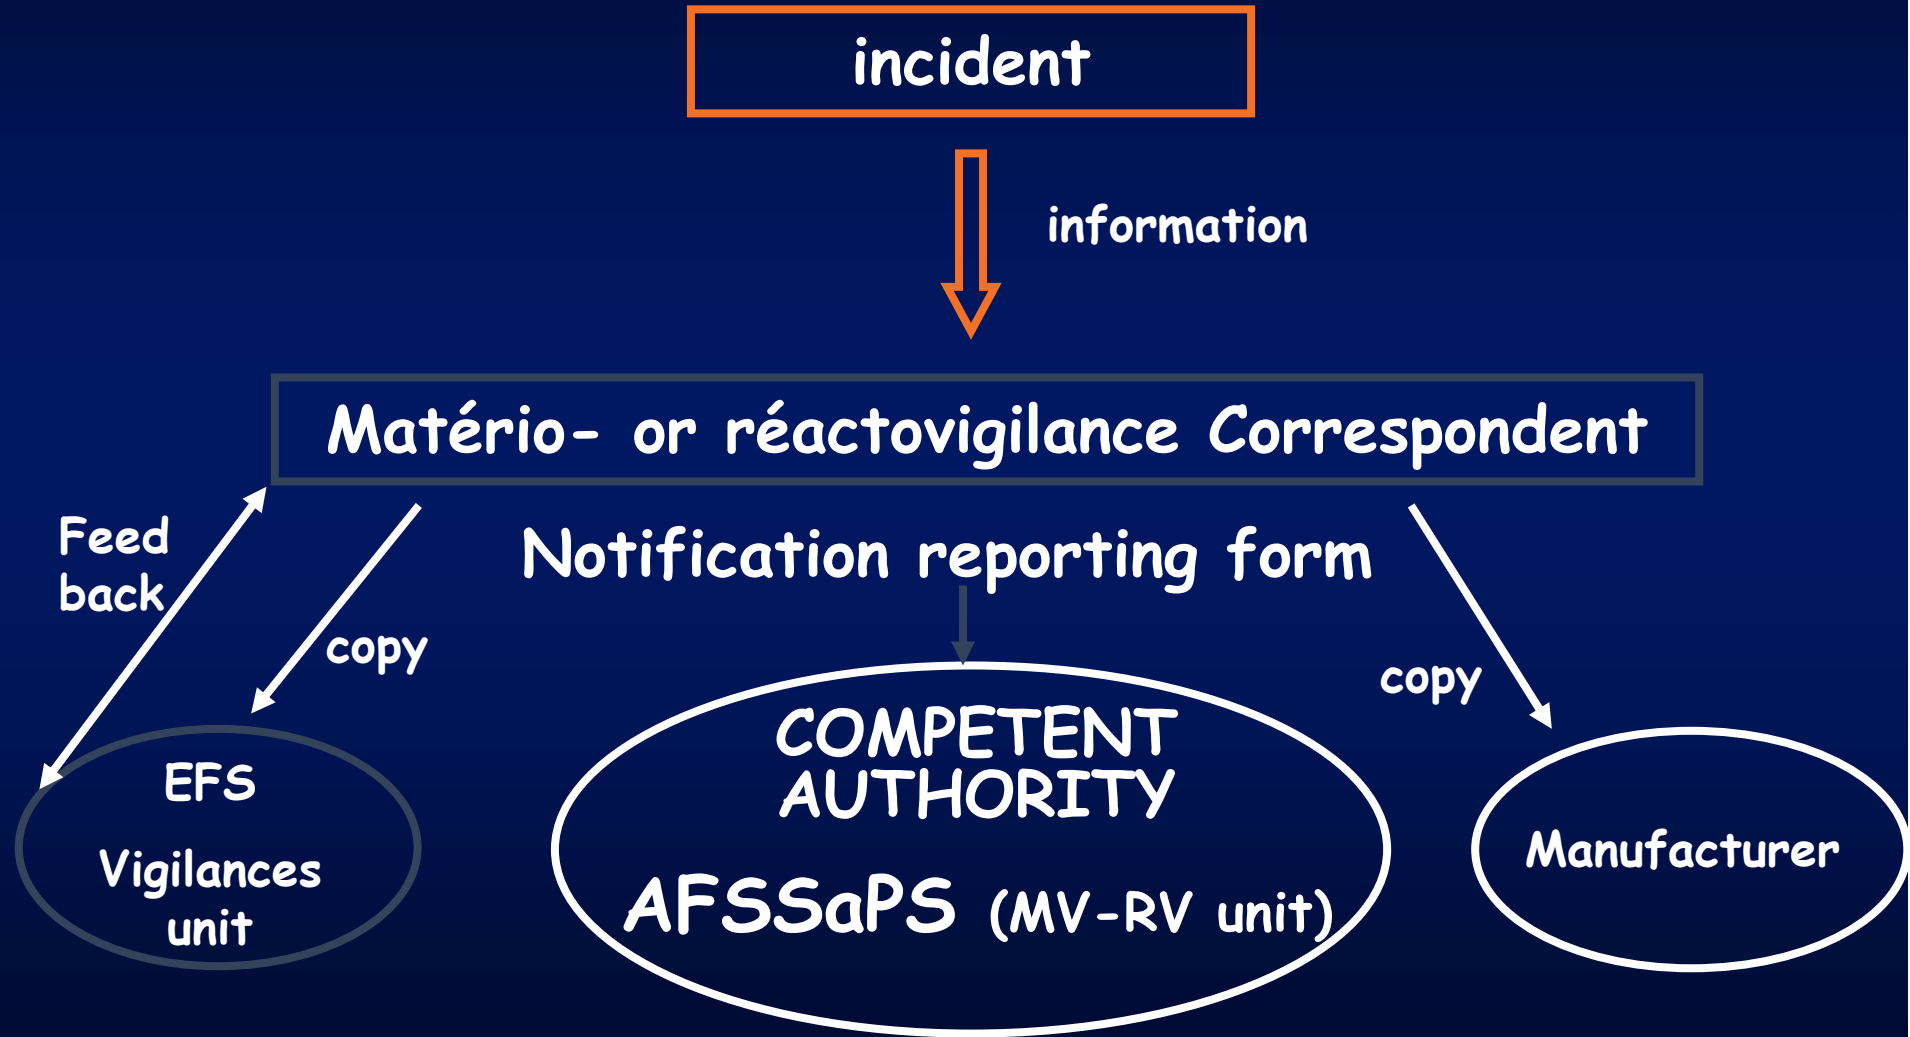 incident
information
Matério- or réactovigilance Correspondent
Feed
back
Notification reporting form
copy
copy
EFS
Vigilances
unit
COMPETENT
AUTHORITY
AFSSaPS (MV-RV unit)
Manufacturer